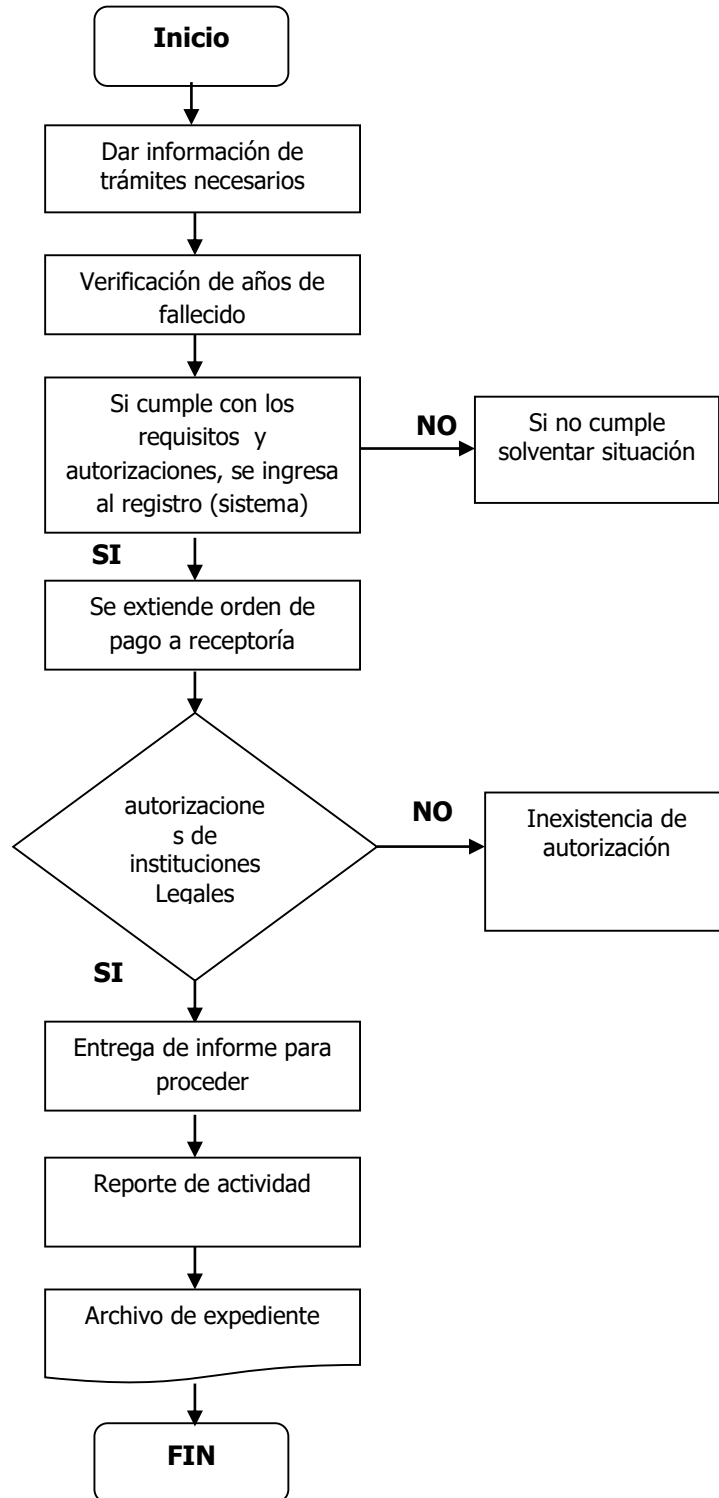 Inicio
Dar información de
trámites necesarios
Verificación de años de
fallecido
Si cumple con los
requisitos y
autorizaciones, se ingresa
al registro (sistema)
NO
Si no cumple
solventar situación
SI
Se extiende orden de
pago a receptoría
autorizacione
s de
instituciones
Legales
NO
Inexistencia de
autorización
SI
Entrega de informe para
proceder
Reporte de actividad
Archivo de expediente
FIN